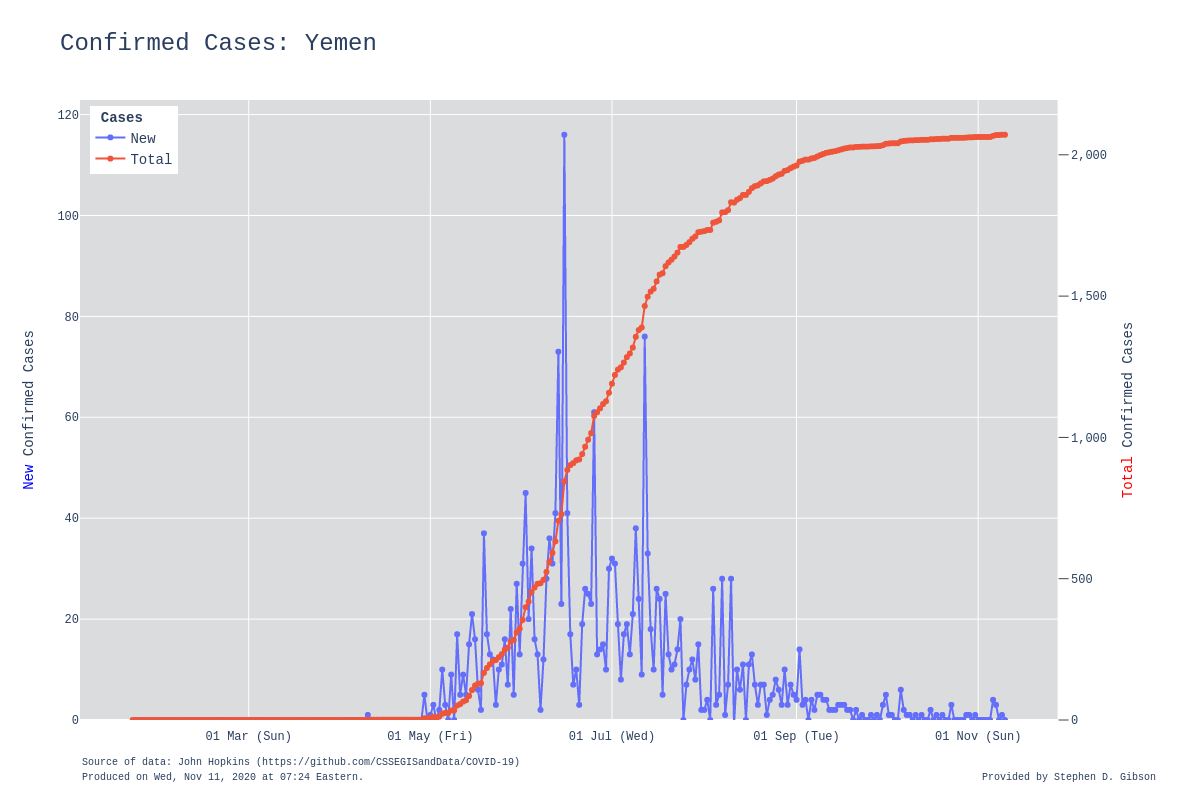 Confirmed Cases: Yemen
Cases
New
Total
120
100
80
60
40
20
0
2,000
1,500
1,000
500
0
New Confirmed Cases
Total Confirmed Cases
01 Mar (Sun)
01 May (Fri)
01 Jul (Wed)
01 Sep (Tue)
01 Nov (Sun)
Source of data: John Hopkins (https://github.com/CSSEGISandData/COVID-19)
Produced on Wed, Nov 11, 2020 at 07:24 Eastern.
Provided by Stephen D. Gibson